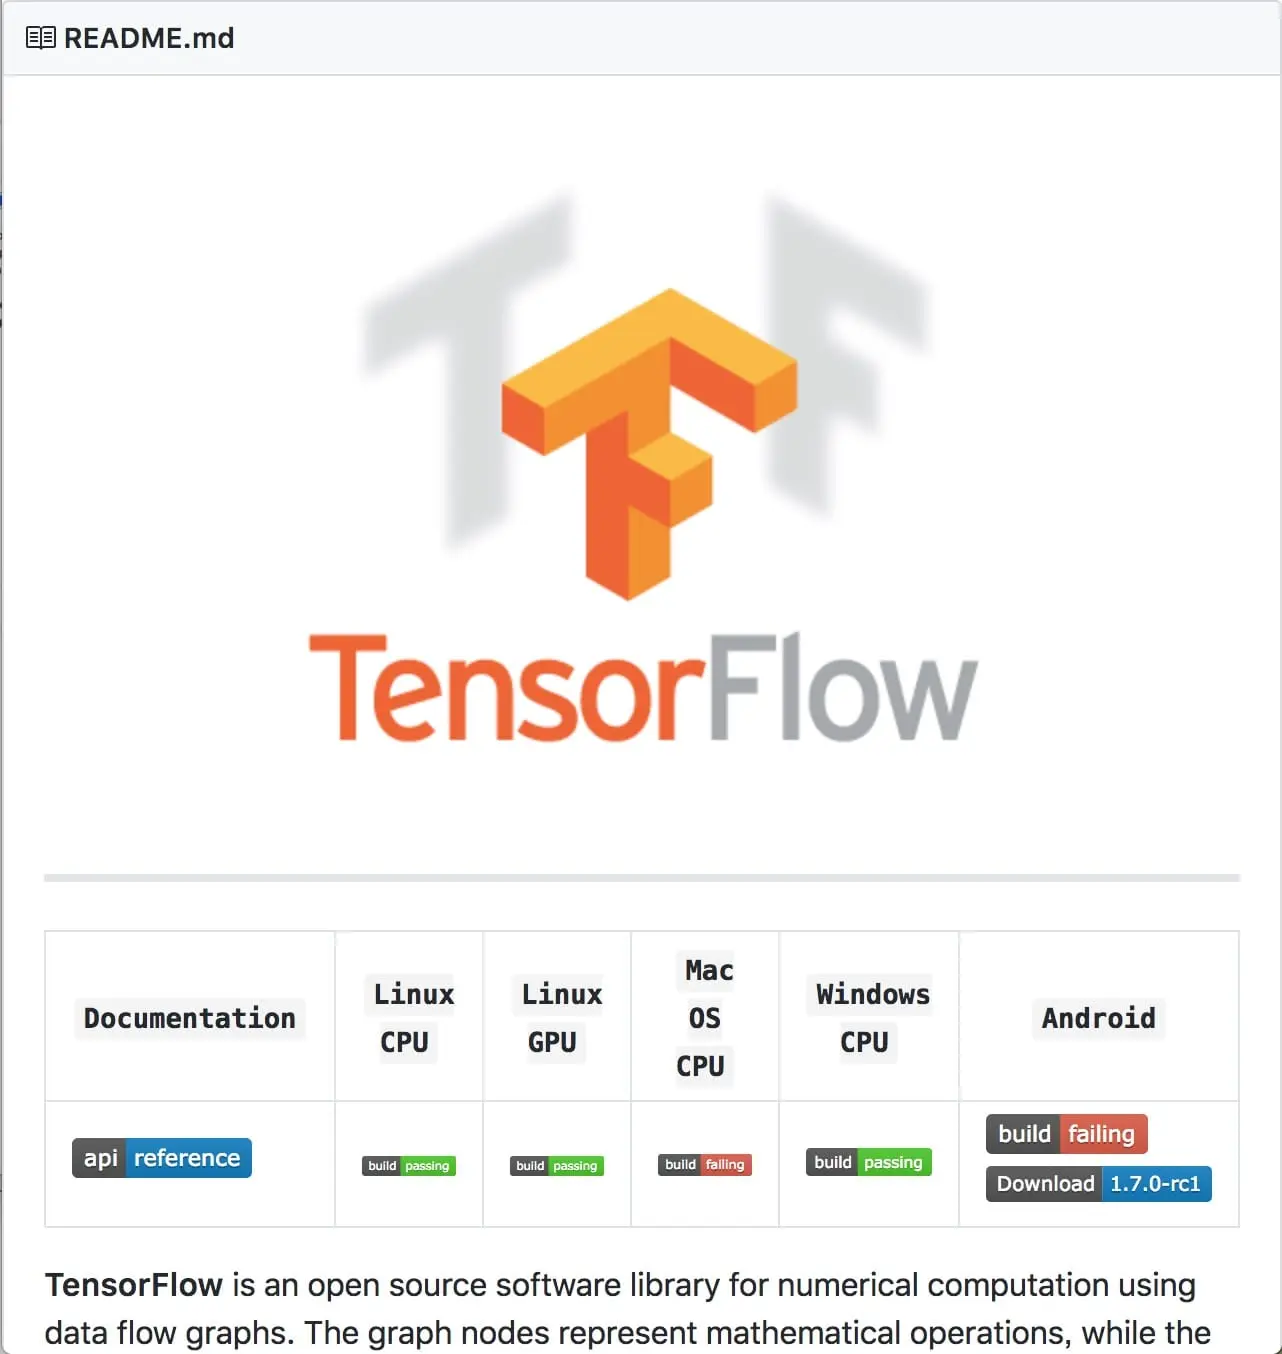 README.md
TensorFlow
Documentation
Linux
CPU
Linux
GPU
Mac
OS
CPU
Windows
CPU
Android
api reference
build passing
build passing
build failing
build passing
build failing
Download 1.7.0-rc1
TensorFlow is an open source software library for numerical computation using
data flow graphs. The graph nodes represent mathematical operations, while the